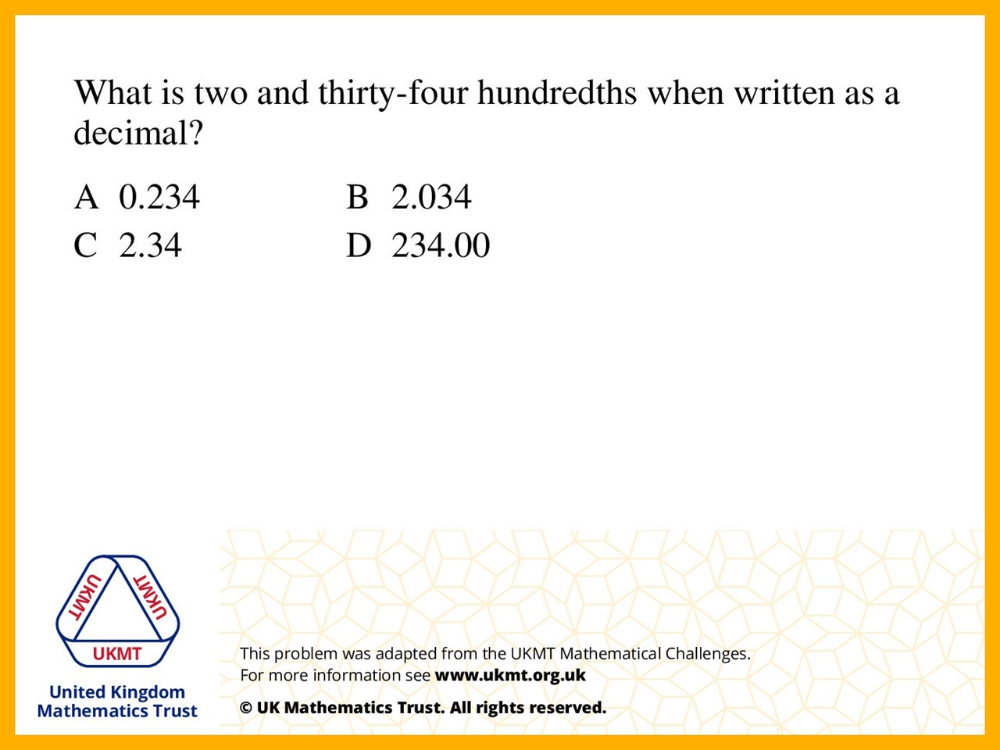 What is two and thirty-four hundredths when written as a
decimal?
A 0.234 B 2.034
C 2.34 D 234.00
UKMT UKMT
UKMT
United Kingdom
Mathematics Trust
This problem was adapted from the UKMT Mathematical Challenges.
For more information see www.ukmt.org.uk
© UK Mathematics Trust. All rights reserved.